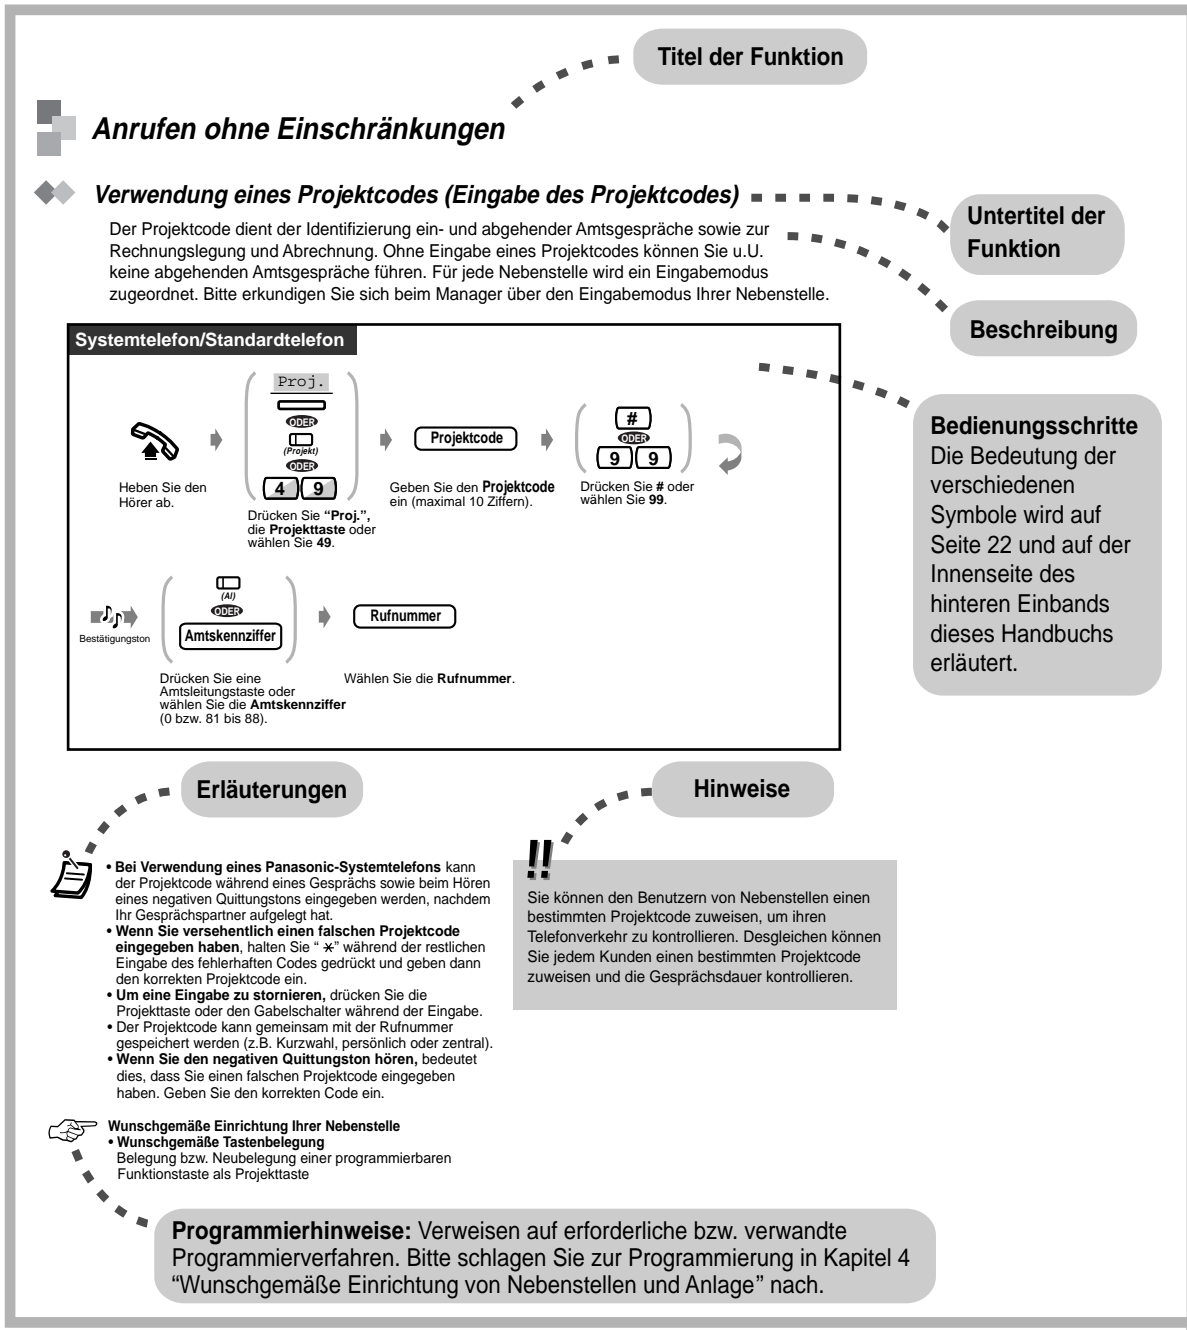 Titel der Funktion
Anrufen ohne Einschränkungen
Verwendung eines Projektcodes (Eingabe des Projektcodes)
Untertitel der
Funktion
Der Projektcode dient der Identifizierung ein- und abgehender Amtsgespräche sowie zur
Rechnungslegung und Abrechnung. Ohne Eingabe eines Projektcodes können Sie u.U.
keine abgehenden Amtsgespräche führen. Für jede Nebenstelle wird ein Eingabemodus
zugeordnet. Bitte erkundigen Sie sich beim Manager über den Eingabemodus Ihrer Nebenstelle.
Beschreibung
Systemtelefon/Standardtelefon
Heben Sie den
Hörer ab.
Proj.
ODER
(Projekt)
ODER
4 9
Drücken Sie “Proj.”,
die Projekttaste oder
wählen Sie 49.
Projektcode
Geben Sie den Projektcode
ein (maximal 10 Ziffern).
#
ODER
9 9
Drücken Sie # oder
wählen Sie 99.
Bestätigungston
(AI)
ODER
Amtskennziffer
Drücken Sie eine
Amtsleitungstaste oder
wählen Sie die Amtskennziffer
(0 bzw. 81 bis 88).
Rufnummer
Wählen Sie die Rufnummer.
Bedienungsschritte
Die Bedeutung der
verschiedenen
Symbole wird auf
Seite 22 und auf der
Innenseite des
hinteren Einbands
dieses Handbuchs
erläutert.
Erläuterungen
• Bei Verwendung eines Panasonic-Systemtelefons kann
der Projektcode während eines Gesprächs sowie beim Hören
eines negativen Quittungstons eingegeben werden, nachdem
Ihr Gesprächspartner aufgelegt hat.
• Wenn Sie versehentlich einen falschen Projektcode
eingegeben haben, halten Sie “ ✳” während der restlichen
Eingabe des fehlerhaften Codes gedrückt und geben dann
den korrekten Projektcode ein.
• Um eine Eingabe zu stornieren, drücken Sie die
Projekttaste oder den Gabelschalter während der Eingabe.
• Der Projektcode kann gemeinsam mit der Rufnummer
gespeichert werden (z.B. Kurzwahl, persönlich oder zentral).
• Wenn Sie den negativen Quittungston hören, bedeutet
dies, dass Sie einen falschen Projektcode eingegeben
haben. Geben Sie den korrekten Code ein.
Hinweise
!!
Sie können den Benutzern von Nebenstellen einen
bestimmten Projektcode zuweisen, um ihren
Telefonverkehr zu kontrollieren. Desgleichen können
Sie jedem Kunden einen bestimmten Projektcode
zuweisen und die Gesprächsdauer kontrollieren.
Wunschgemäße Einrichtung Ihrer Nebenstelle
• Wunschgemäße Tastenbelegung
Belegung bzw. Neubelegung einer programmierbaren
Funktionstaste als Projekttaste
Programmierhinweise: Verweisen auf erforderliche bzw. verwandte
Programmierverfahren. Bitte schlagen Sie zur Programmierung in Kapitel 4
“Wunschgemäße Einrichtung von Nebenstellen und Anlage” nach.